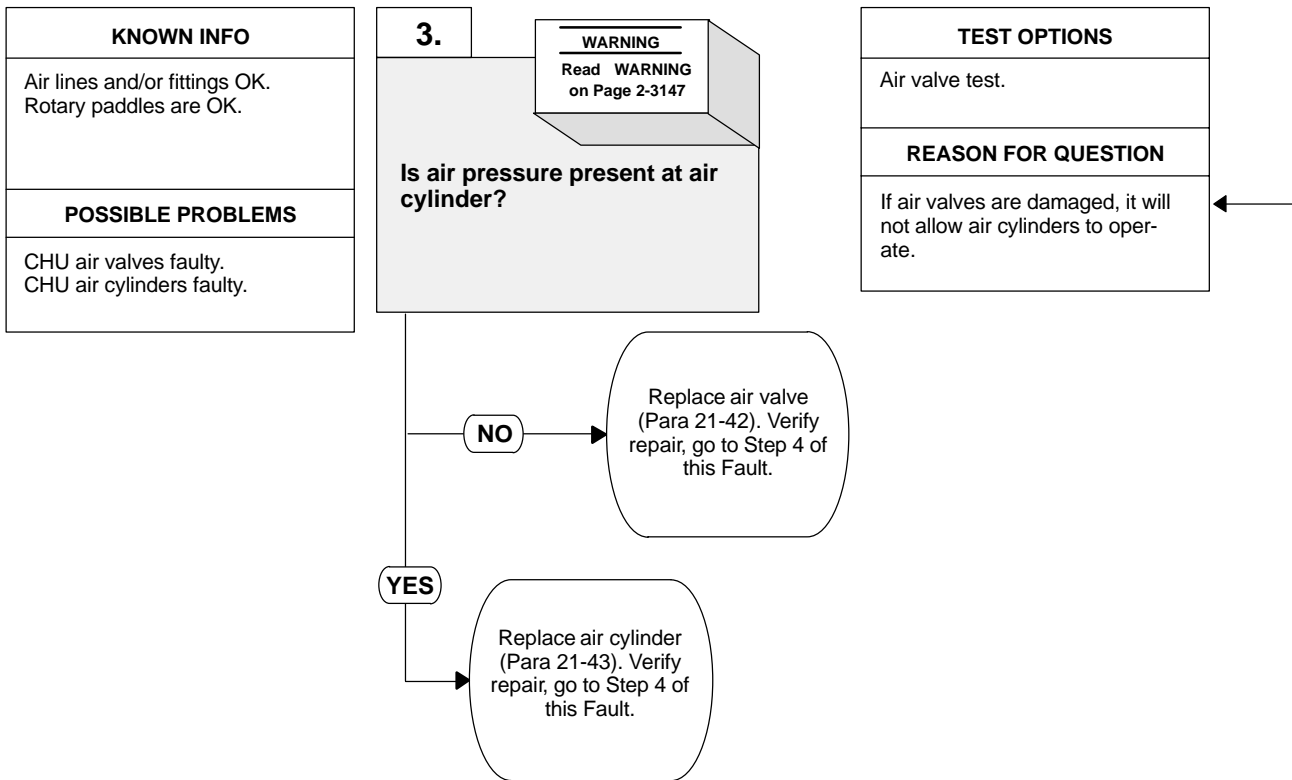 KNOWN INFO
Air lines and/or fittings OK.
Rotary paddles are OK.
POSSIBLE PROBLEMS
CHU air valves faulty.
CHU air cylinders faulty.
3.
WARNING
Read WARNING
on Page 2-3147
Is air pressure present at air
cylinder?
TEST OPTIONS
Air valve test.
REASON FOR QUESTION
If air valves are damaged, it will
not allow air cylinders to oper-
ate.
NO
Replace air valve
(Para 21-42). Verify
repair, go to Step 4 of
this Fault.
YES
Replace air cylinder
(Para 21-43). Verify
repair, go to Step 4 of
this Fault.